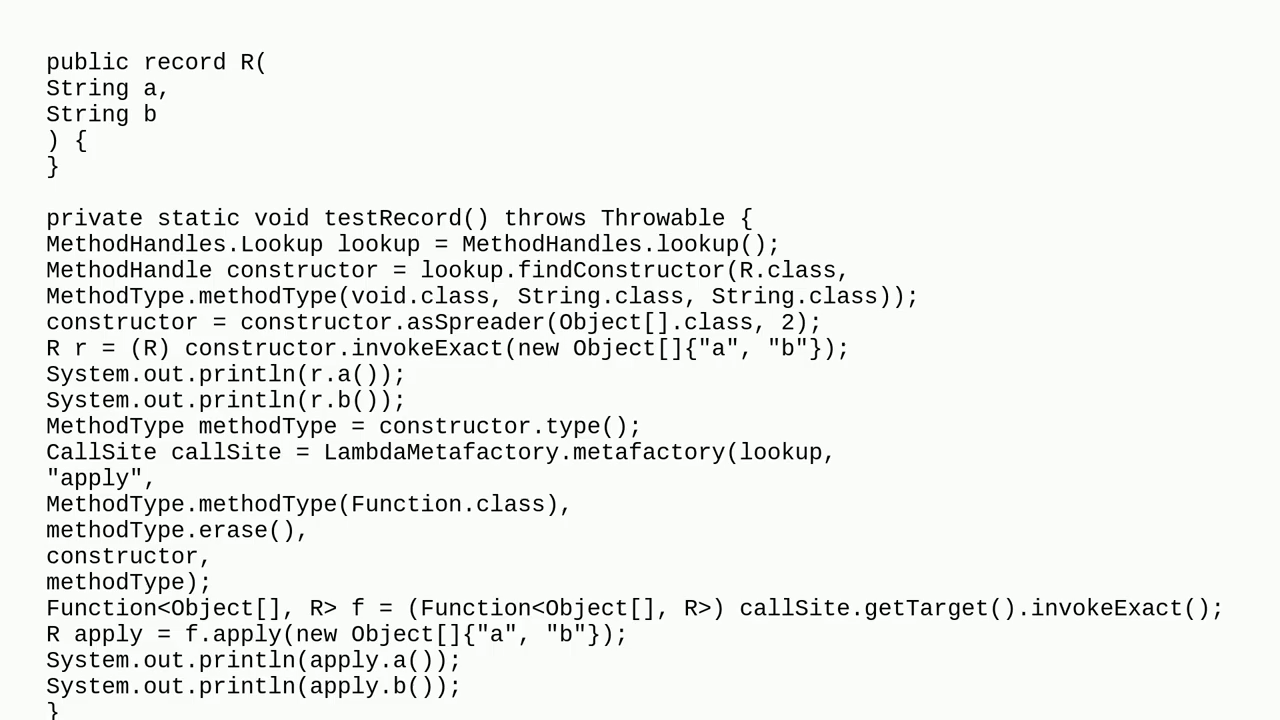 public record R(
String a,
String b
) {
}
private static void testRecord() throws Throwable {
MethodHandles.Lookup lookup = MethodHandles.lookup();
MethodHandle constructor = lookup.findConstructor(R.class,
MethodType.methodType(void.class, String.class, String.class));
constructor = constructor.asSpreader(Object[].class, 2);
R r = (R) constructor.invokeExact(new Object[]{"a", "b"});
System.out.println(r.a());
System.out.println(r.b());
MethodType methodType = constructor.type();
CallSite callSite = LambdaMetafactory.metafactory(lookup,
"apply",
MethodType.methodType(Function.class),
methodType.erase(),
constructor,
methodType);
Function<Object[], R> f = (Function<Object[], R>) callSite.getTarget().invokeExact();
R apply = f.apply(new Object[]{"a", "b"});
System.out.println(apply.a());
System.out.println(apply.b());
}